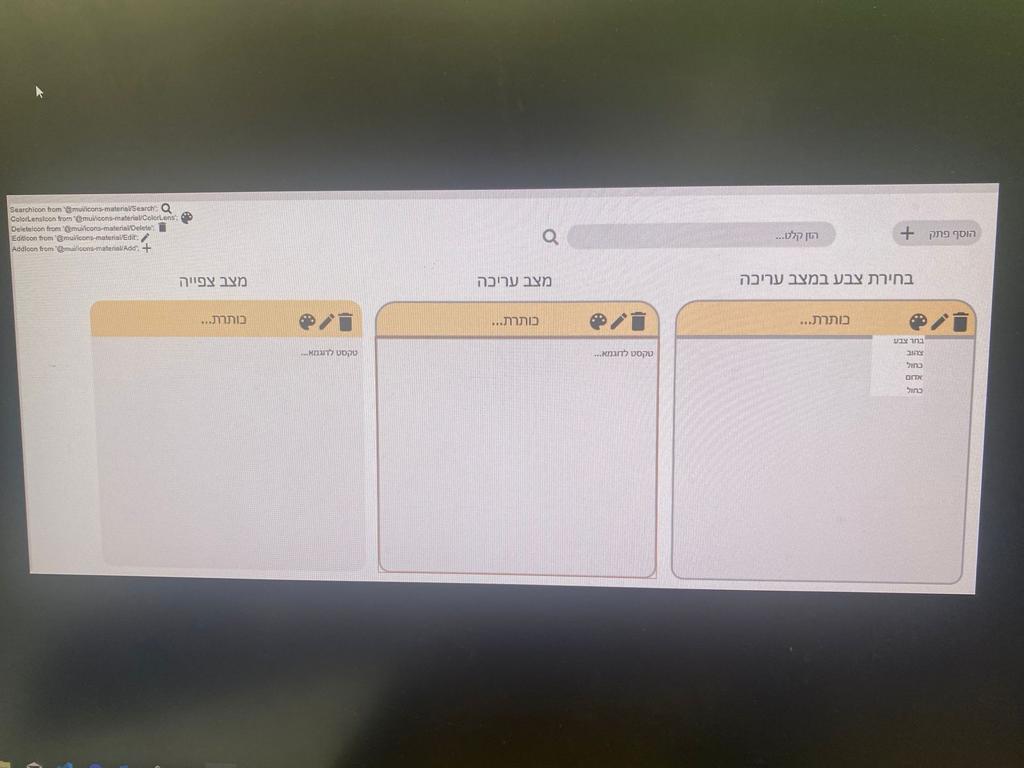 SearchIcon from '@mui/icons-material/Search';
ColorLensIcon from '@mui/icons-material/ColorLens';
DeleteIcon from '@mui/icons-material/Delete';
EditIcon from '@mui/icons-material/Edit';
AddIcon from '@mui/icons-material/Add';
הוסף פתק +
הזן קלט...
בחירת צבע במצב עריכה
מצב עריכה
מצב צפייה
כותרת...
בחר צבע
צהוב
כחול
אדום
כחול
כותרת...
טקסט לדוגמא...
כותרת...
טקסט לדוגמא...